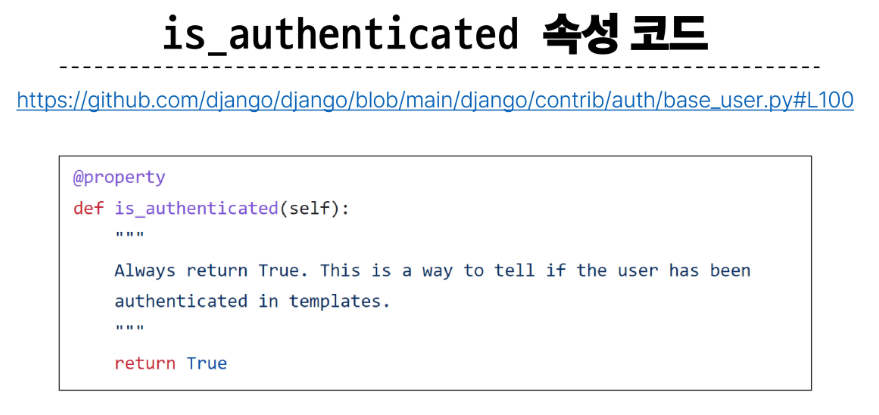 is_authenticated 속성 코드
https://github.com/django/django/blob/main/django/contrib/auth/base_user.py#L100
@property
def is_authenticated(self):
    """
    Always return True. This is a way to tell if the user has been
    authenticated in templates.
    """
    return True